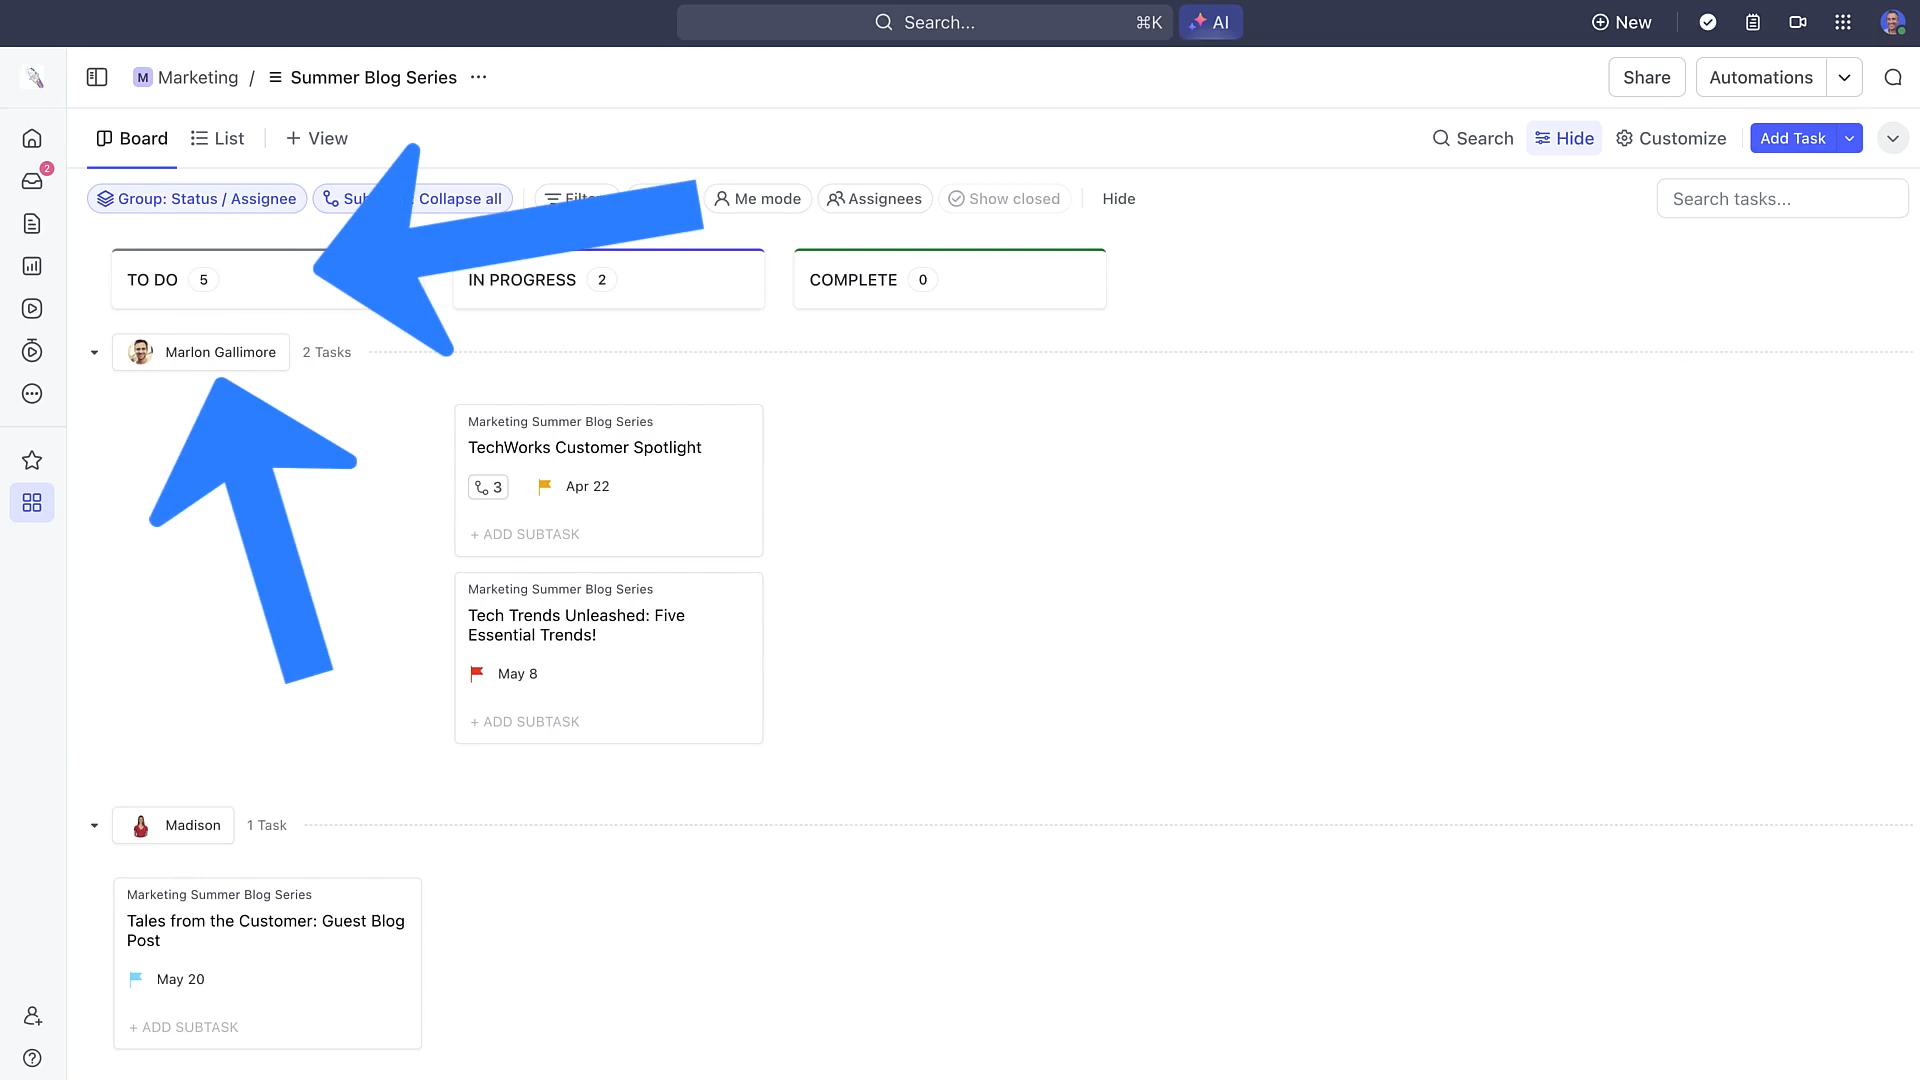 Search... ⌘K AI
New
M Marketing / Summer Blog Series ...
Share Automations
2
Board List + View
Search Hide Customize Add Task
Group: Status / Assignee Collapse all Me mode Assignees Show closed Hide Search tasks...
TO DO 5 IN PROGRESS 2 COMPLETE 0
Marlon Gallimore 2 Tasks
Marketing Summer Blog Series
TechWorks Customer Spotlight
3 Apr 22
+ ADD SUBTASK
Marketing Summer Blog Series
Tech Trends Unleashed: Five
Essential Trends!
May 8
+ ADD SUBTASK
Madison 1 Task
Marketing Summer Blog Series
Tales from the Customer: Guest Blog
Post
May 20
+ ADD SUBTASK